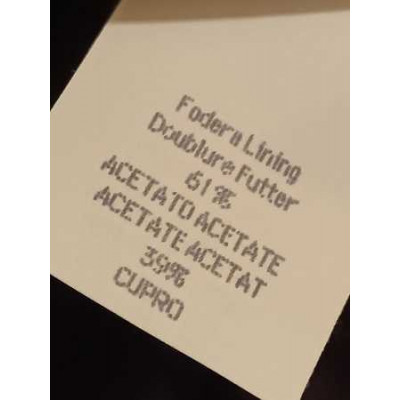 Fodera Lining
Doublure Futter
61%
ACETATO ACETATE
ACETATE ACETAT
39%
CUPRO